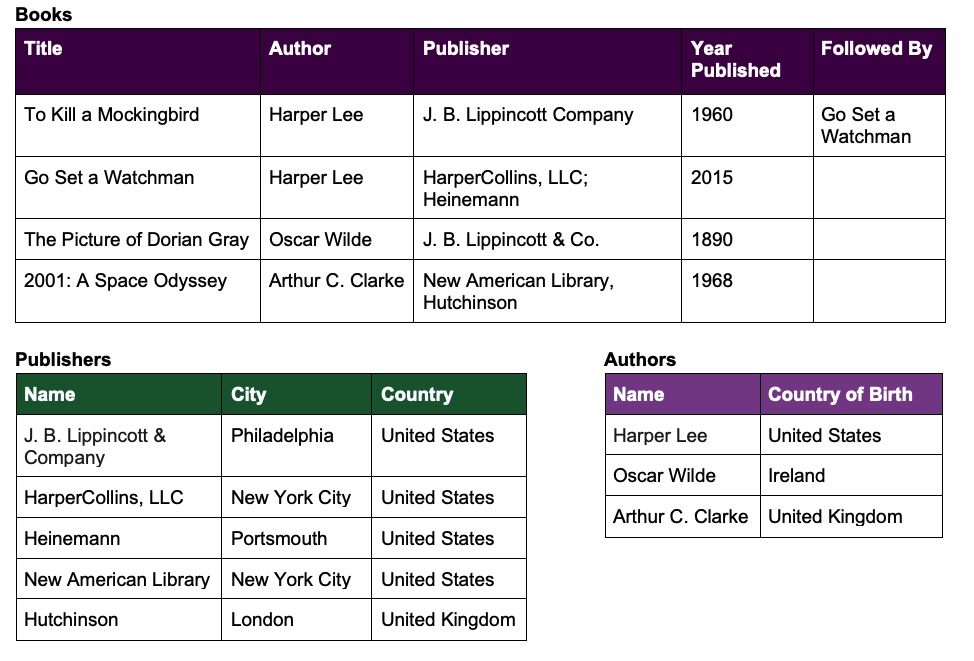 Books
Title Author Publisher Year Published Followed By
To Kill a Mockingbird Harper Lee J. B. Lippincott Company 1960 Go Set a Watchman
Go Set a Watchman Harper Lee HarperCollins, LLC; Heinemann 2015
The Picture of Dorian Gray Oscar Wilde J. B. Lippincott & Co. 1890
2001: A Space Odyssey Arthur C. Clarke New American Library, Hutchinson 1968
Publishers
Name City Country
J. B. Lippincott & Company Philadelphia United States
HarperCollins, LLC New York City United States
Heinemann Portsmouth United States
New American Library New York City United States
Hutchinson London United Kingdom
Authors
Name Country of Birth
Harper Lee United States
Oscar Wilde Ireland
Arthur C. Clarke United Kingdom